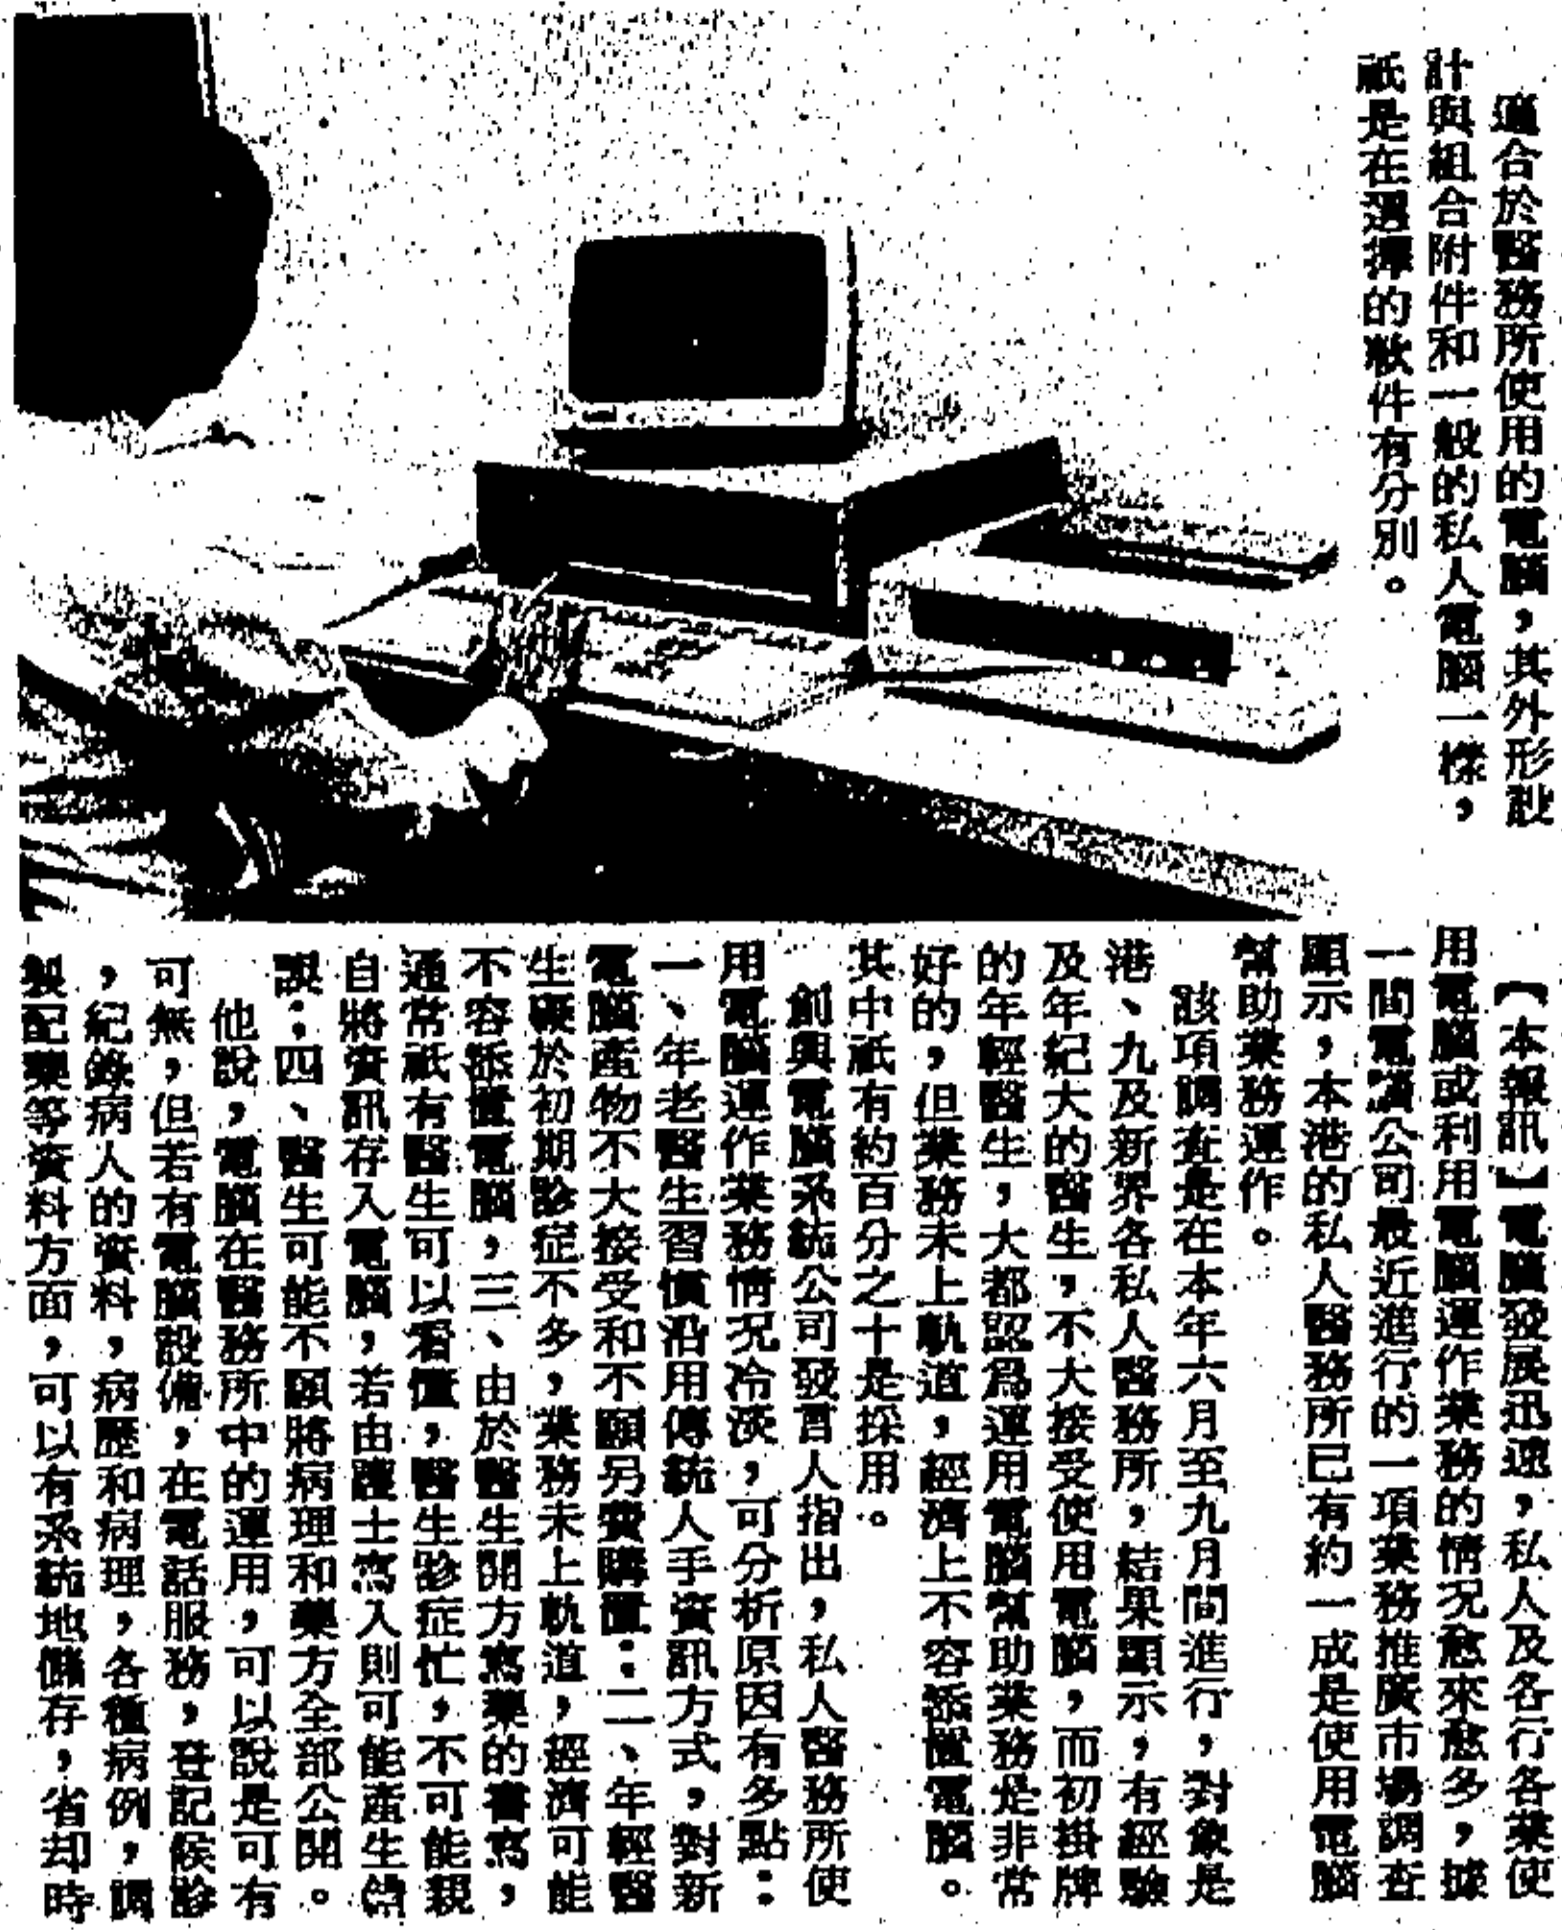 適合於醫務所使用的電腦，其外形設
計與組合附件和一般的私人電腦一樣，
祇是在選擇的軟件有分別。
【本報訊】電腦發展迅速，私人及各行各業使
用電腦或利用電腦運作業務的情况愈來愈多，據
一間電腦公司最近進行的一項業務推廣市場調查
顯示，本港的私人醫務所已有約一成是使用電腦
幫助業務運作。
該項調查是在本年六月至九月間進行，對象是
港、九及新界各私人醫務所，結果顯示，有經驗
及年紀大的醫生，不大接受使用電腦，而初掛牌
的年輕醫生，大都認爲運用電腦幫助業務是非常
好的，但業務未上軌道，經濟上不容添置電腦。
其中祇有約百分之十是採用。
創興電腦系統公司發言人指出，私人醫務所使
用電腦運作業務情况冷淡，可分析原因有多點：
一、年老醫生習慣沿用傳統人手資訊方式，對新
電腦產物不大接受和不願另費購置：二、年輕醫
生礙於初期診症不多，業務未上軌道，經濟可能
不容添置電腦，三、由於醫生開方寫藥的書寫，
通常祇有醫生可以看懂，醫生診症忙，不可能親
自將資訊存入電腦，若由護士寫入則可能產生錯
誤；四、醫生可能不願將病理和藥方全部公開。
他說，電腦在醫務所中的運用，可以說是可有
可無，但若有電腦設備，在電話服務，登記候診
，紀錄病人的資料，病歷和病理，各種病例，調
製配藥等資料方面，可以有系統地儲存，省却時